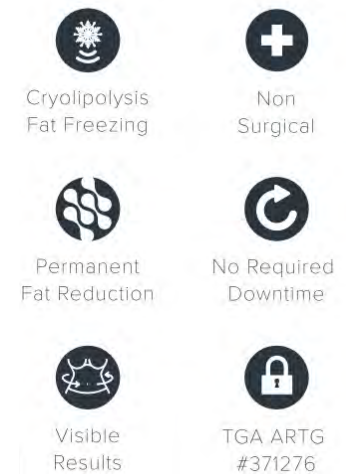 Cryolipolysis
Fat Freezing
Non
Surgical
Permanent
Fat Reduction
No Required
Downtime
Visible
Results
TGA ARTG
#371276